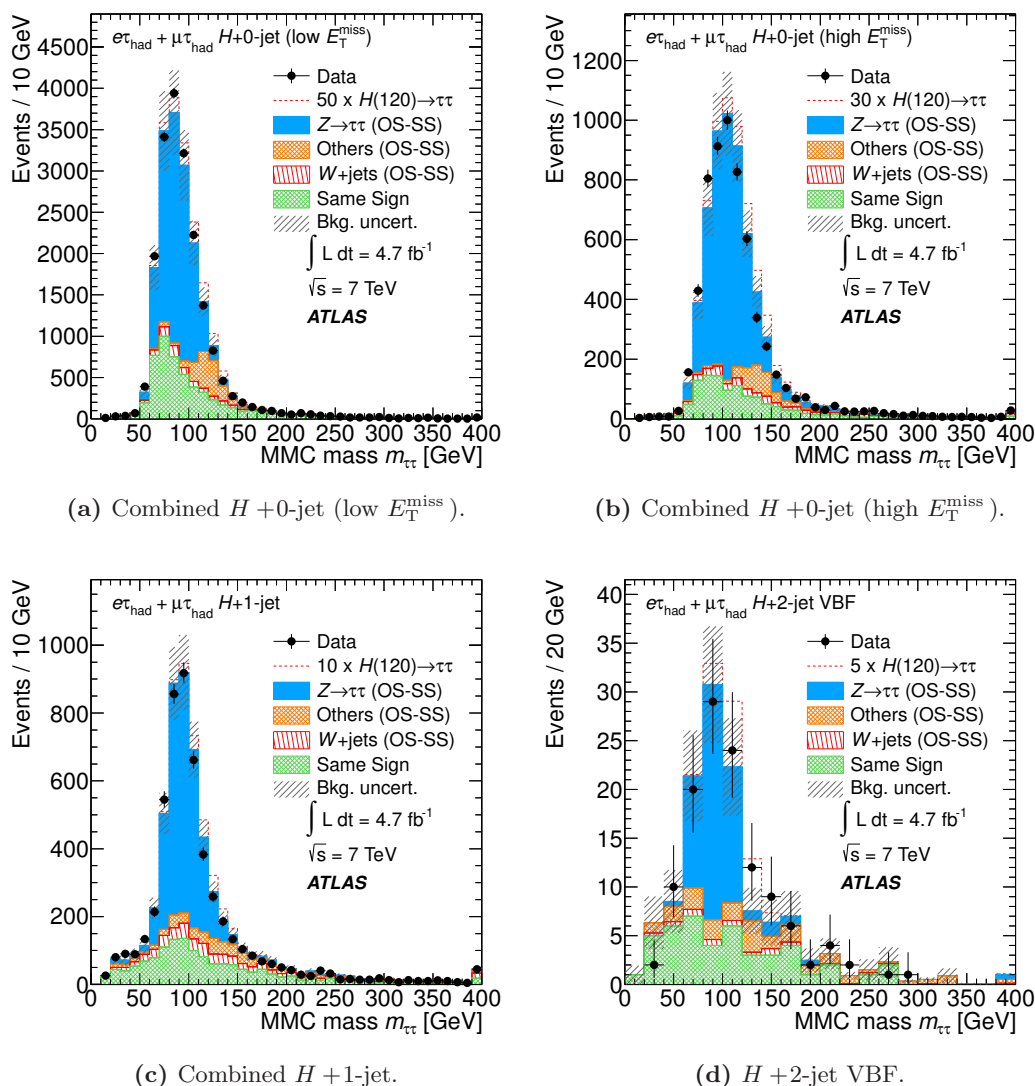 eτhad + μτhad H+0-jet (low ETmiss)
Events / 10 GeV
4500
4000
3500
3000
2500
2000
1500
1000
500
0
Data
50 x H(120)→ττ
Z→ττ (OS-SS)
Others (OS-SS)
W+jets (OS-SS)
Same Sign
Bkg. uncert.
∫ L dt = 4.7 fb-1
√s = 7 TeV
ATLAS
0 50 100 150 200 250 300 350 400
MMC mass mττ [GeV]
(a) Combined H +0-jet (low ETmiss ).
eτhad + μτhad H+0-jet (high ETmiss)
Events / 10 GeV
1200
1000
800
600
400
200
0
Data
30 x H(120)→ττ
Z→ττ (OS-SS)
Others (OS-SS)
W+jets (OS-SS)
Same Sign
Bkg. uncert.
∫ L dt = 4.7 fb-1
√s = 7 TeV
ATLAS
0 50 100 150 200 250 300 350 400
MMC mass mττ [GeV]
(b) Combined H +0-jet (high ETmiss ).
eτhad + μτhad H+1-jet
Events / 10 GeV
1000
800
600
400
200
0
Data
10 x H(120)→ττ
Z→ττ (OS-SS)
Others (OS-SS)
W+jets (OS-SS)
Same Sign
Bkg. uncert.
∫ L dt = 4.7 fb-1
√s = 7 TeV
ATLAS
0 50 100 150 200 250 300 350 400
MMC mass mττ [GeV]
(c) Combined H +1-jet.
eτhad + μτhad H+2-jet VBF
Events / 20 GeV
40
35
30
25
20
15
10
5
0
Data
5 x H(120)→ττ
Z→ττ (OS-SS)
Others (OS-SS)
W+jets (OS-SS)
Same Sign
Bkg. uncert.
∫ L dt = 4.7 fb-1
√s = 7 TeV
ATLAS
0 50 100 150 200 250 300 350 400
MMC mass mττ [GeV]
(d) H +2-jet VBF.